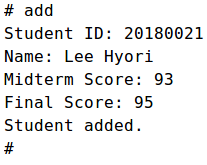 # add
Student ID: 20180021
Name: Lee Hyori
Midterm Score: 93
Final Score: 95
Student added.
#